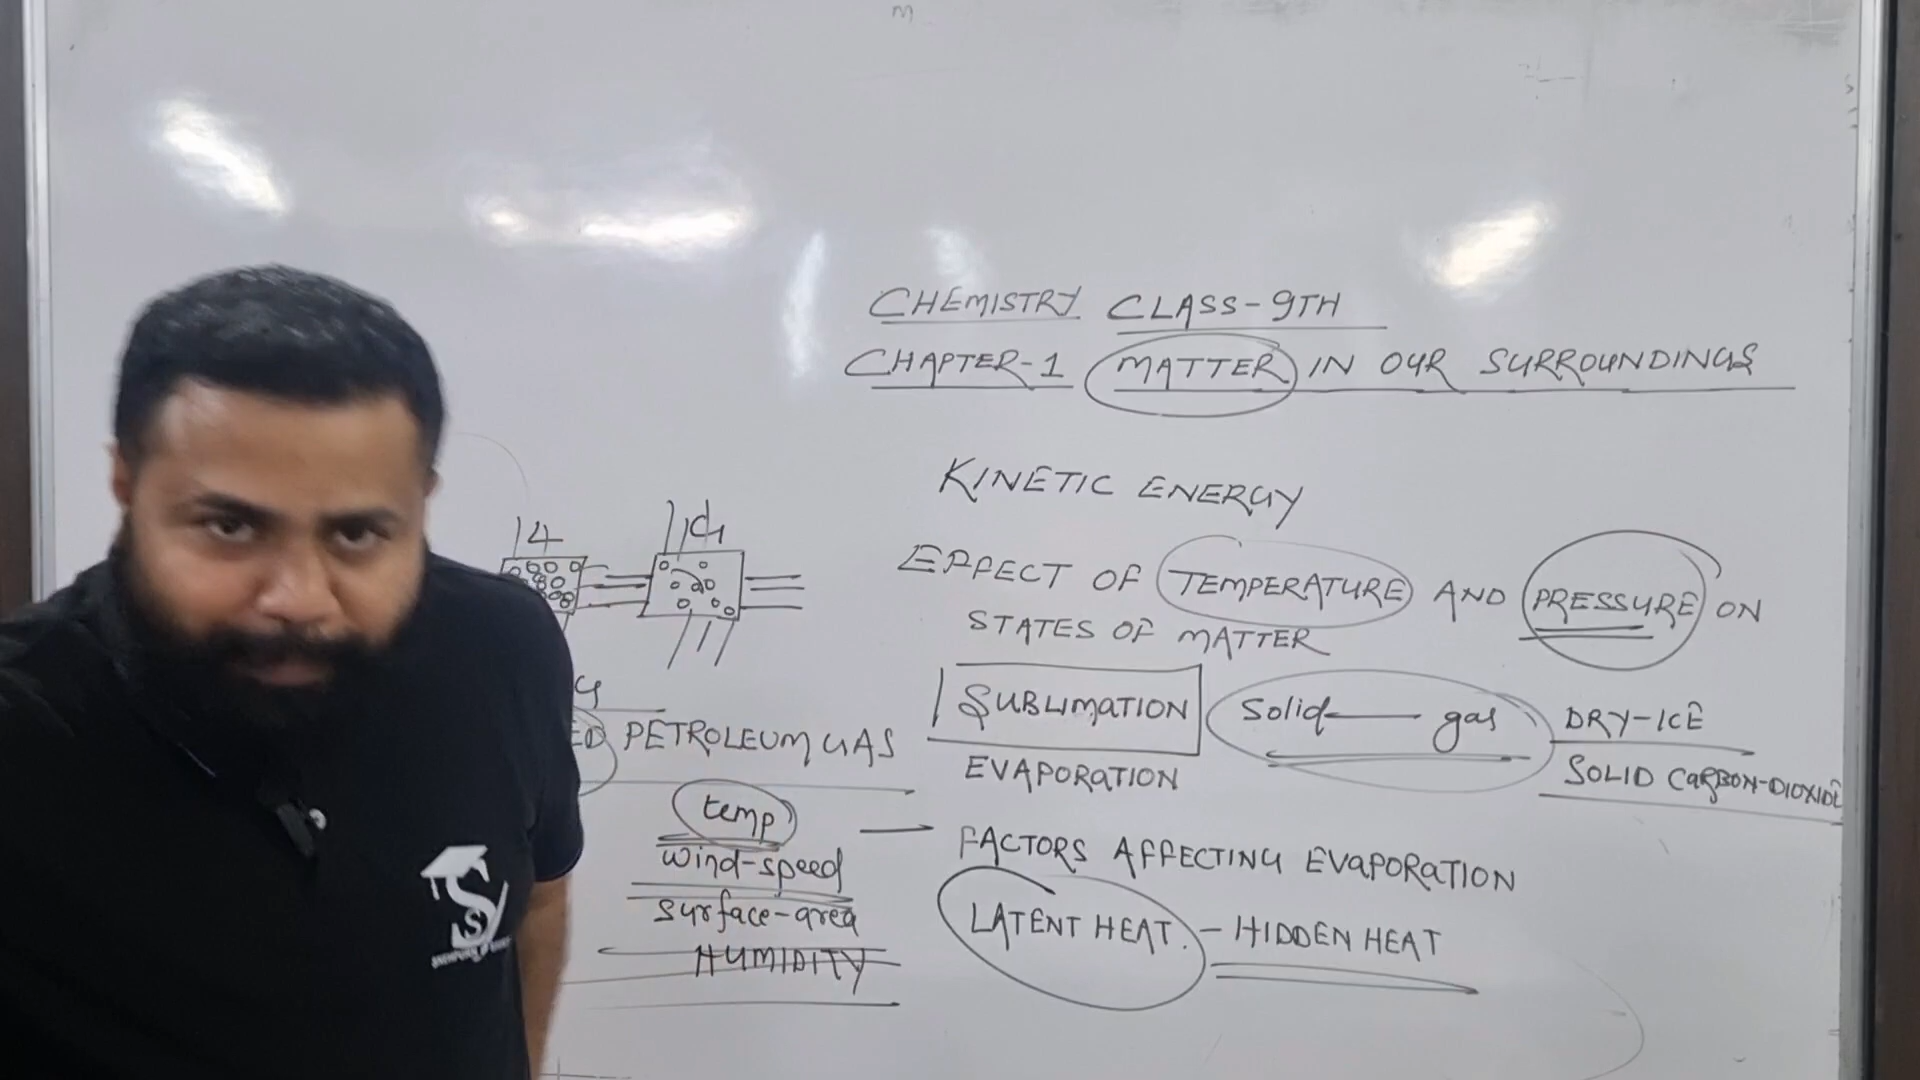 CHEMISTRY CLASS-9TH
CHAPTER-1 MATTER IN OUR SURROUNDINGS
KINETIC ENERGY
EFFECT OF TEMPERATURE AND PRESSURE ON
STATES OF MATTER
SUBLIMATION solid gas DRY-ICE
SOLID CARBON-DIOXIDE
EVAPORATION
FACTORS AFFECTING EVAPORATION
LATENT HEAT. - HIDDEN HEAT
PETROLEUM GAS
temp
wind-speed
surface-area
HUMIDITY